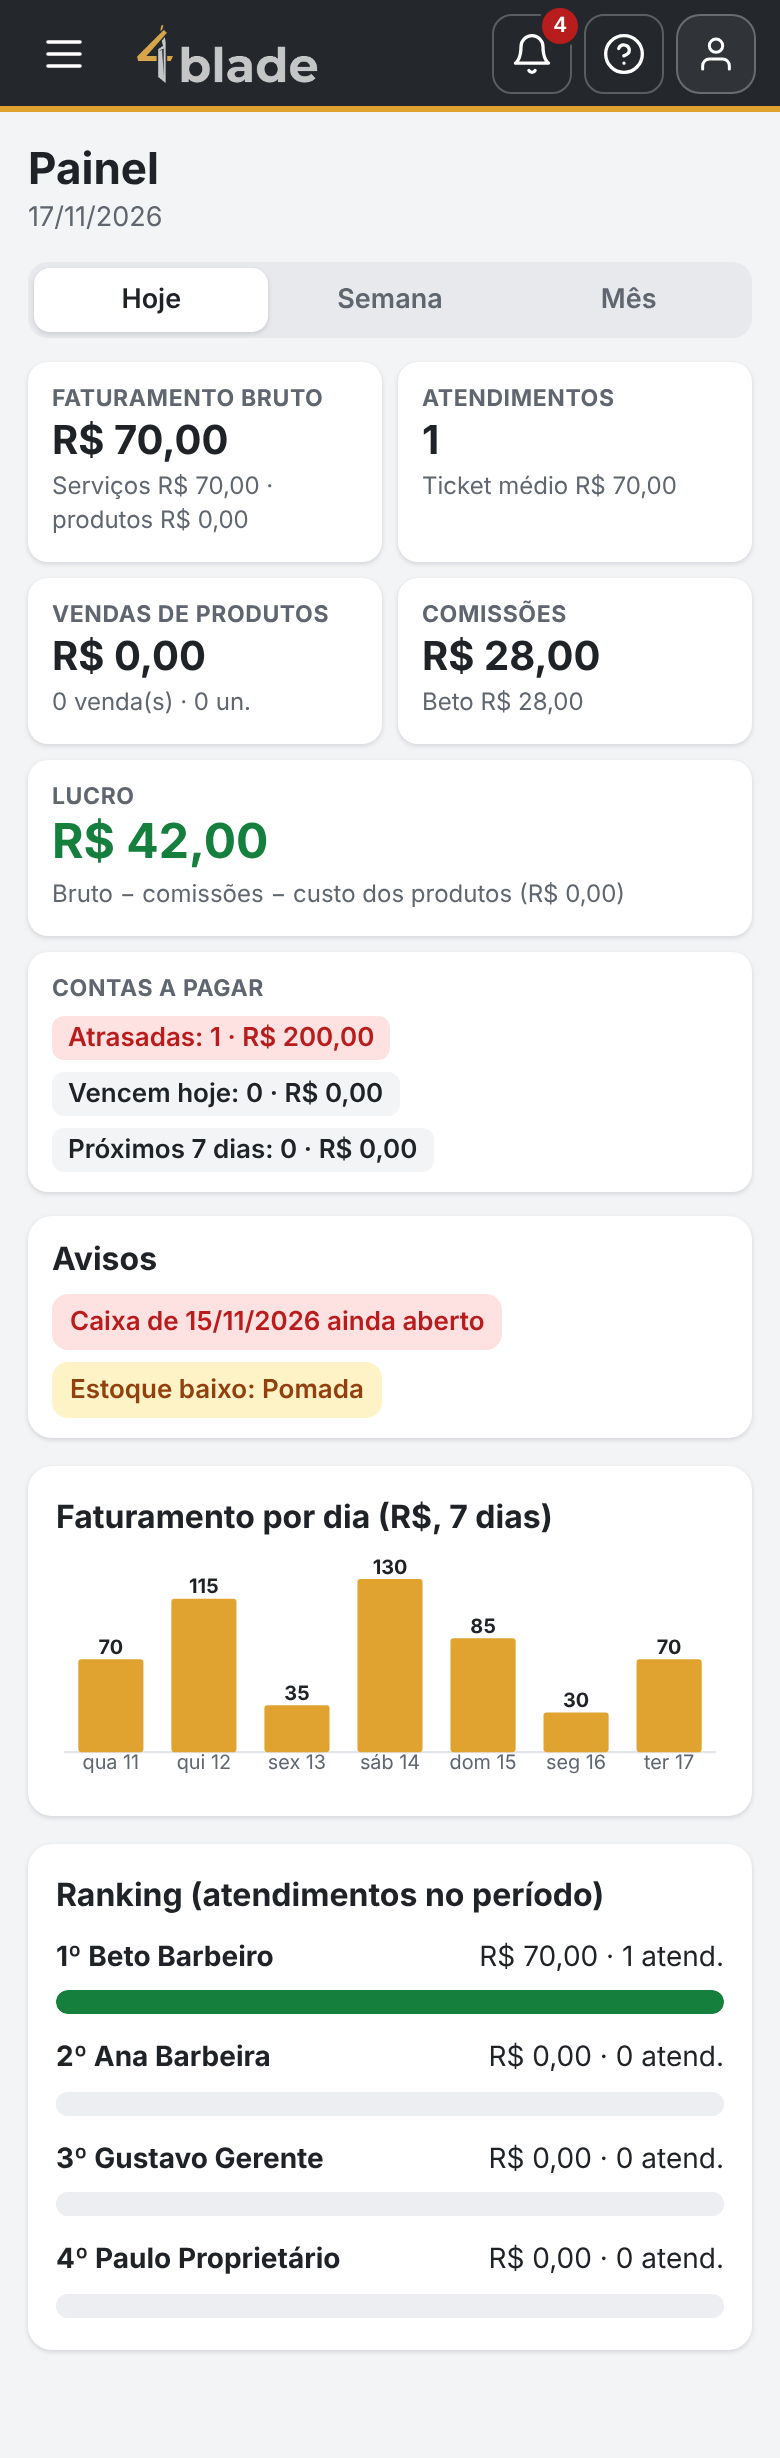 4blade
4
Painel
17/11/2026
Hoje
Semana
Mês
FATURAMENTO BRUTO
R$ 70,00
Serviços R$ 70,00 ·
produtos R$ 0,00
ATENDIMENTOS
1
Ticket médio R$ 70,00
VENDAS DE PRODUTOS
R$ 0,00
0 venda(s) · 0 un.
COMISSÕES
R$ 28,00
Beto R$ 28,00
LUCRO
R$ 42,00
Bruto − comissões − custo dos produtos (R$ 0,00)
CONTAS A PAGAR
Atrasadas: 1 · R$ 200,00
Vencem hoje: 0 · R$ 0,00
Próximos 7 dias: 0 · R$ 0,00
Avisos
Caixa de 15/11/2026 ainda aberto
Estoque baixo: Pomada
Faturamento por dia (R$, 7 dias)
70
115
35
130
85
30
70
qua 11
qui 12
sex 13
sáb 14
dom 15
seg 16
ter 17
Ranking (atendimentos no período)
1º Beto Barbeiro
R$ 70,00 · 1 atend.
2º Ana Barbeira
R$ 0,00 · 0 atend.
3º Gustavo Gerente
R$ 0,00 · 0 atend.
4º Paulo Proprietário
R$ 0,00 · 0 atend.